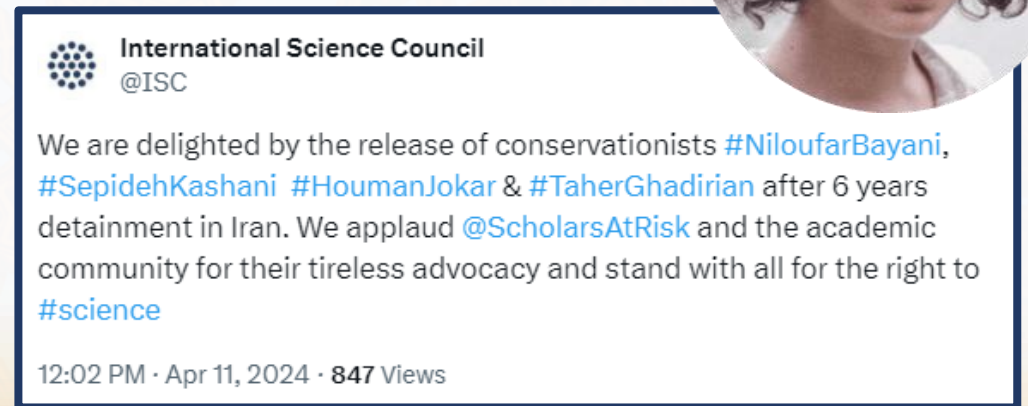 International Science Council
@ISC
We are delighted by the release of conservationists #NiloufarBayani,
#SepidehKashani #HoumanJokar & #TaherGhadirian after 6 years
detainment in Iran. We applaud @ScholarsAtRisk and the academic
community for their tireless advocacy and stand with all for the right to
#science
12:02 PM · Apr 11, 2024 · 847 Views